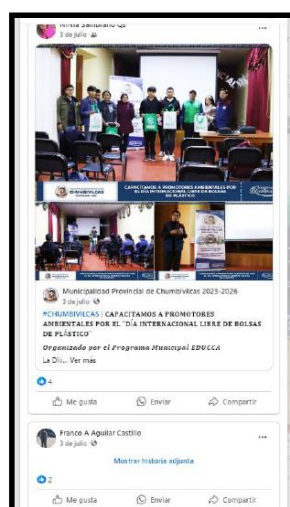 3 de julio
CHUMBIVILCAS
CAPACITAMOS A PROMOTORES AMBIENTALES POR
EL DÍA INTERNACIONAL LIBRE DE BOLSAS
DE PLÁSTICO
Municipalidad Provincial de Chumbivilcas 2023-2026
3 de julio
#CHUMBIVILCAS | CAPACITAMOS A PROMOTORES
AMBIENTALES POR EL "DÍA INTERNACIONAL LIBRE DE BOLSAS
DE PLÁSTICO"
Organizado por el Programa Municipal EDUCCA
La Div... Ver más
4
Me gusta Enviar Compartir
Franco A Aguilar Castillo
3 de julio
Mostrar historia adjunta
2
Me gusta Enviar Compartir